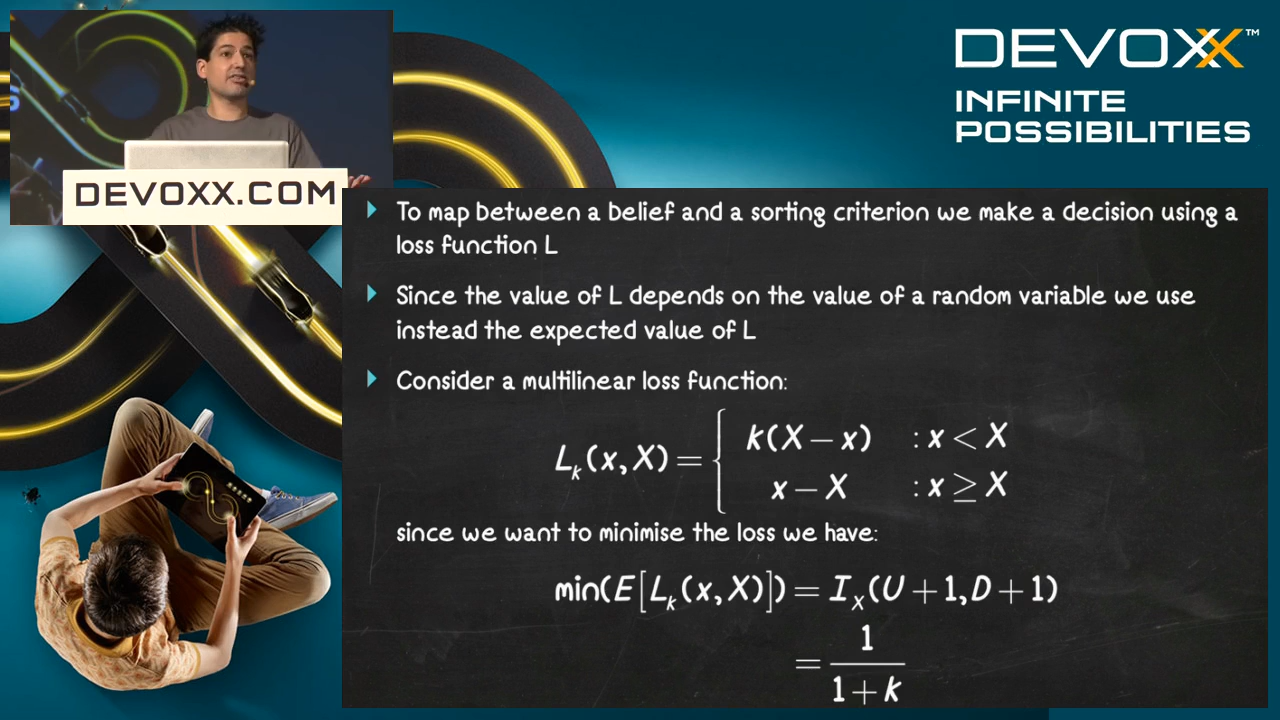 DEVOXX™
INFINITE
POSSIBILITIES
DEVOXX.COM
To map between a belief and a sorting criterion we make a decision using a
loss function L
Since the value of L depends on the value of a random variable we use
instead the expected value of L
Consider a multilinear loss function:
L_k(x,X) = { k(X − x) : x < X
x − X : x ≥ X
since we want to minimise the loss we have:
min(E[L_k(x,X)]) = I_x(U + 1,D + 1)
= 1/(1 + k)